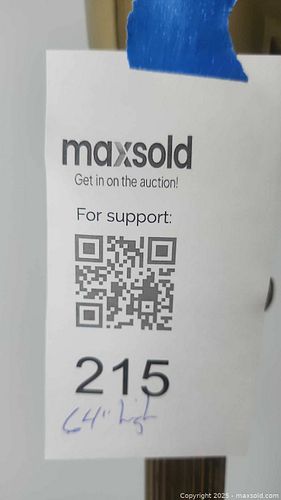 maxsold
Get in on the auction!
For support:
215
64" high
Copyright 2025 - maxsold.com